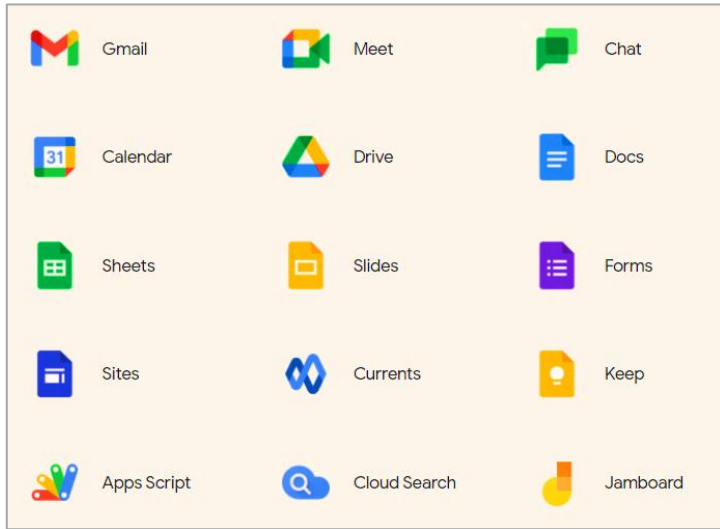 Gmail
Meet
Chat
31
Calendar
Drive
Docs
Sheets
Slides
Forms
Sites
Currents
Keep
Apps Script
Cloud Search
Jamboard